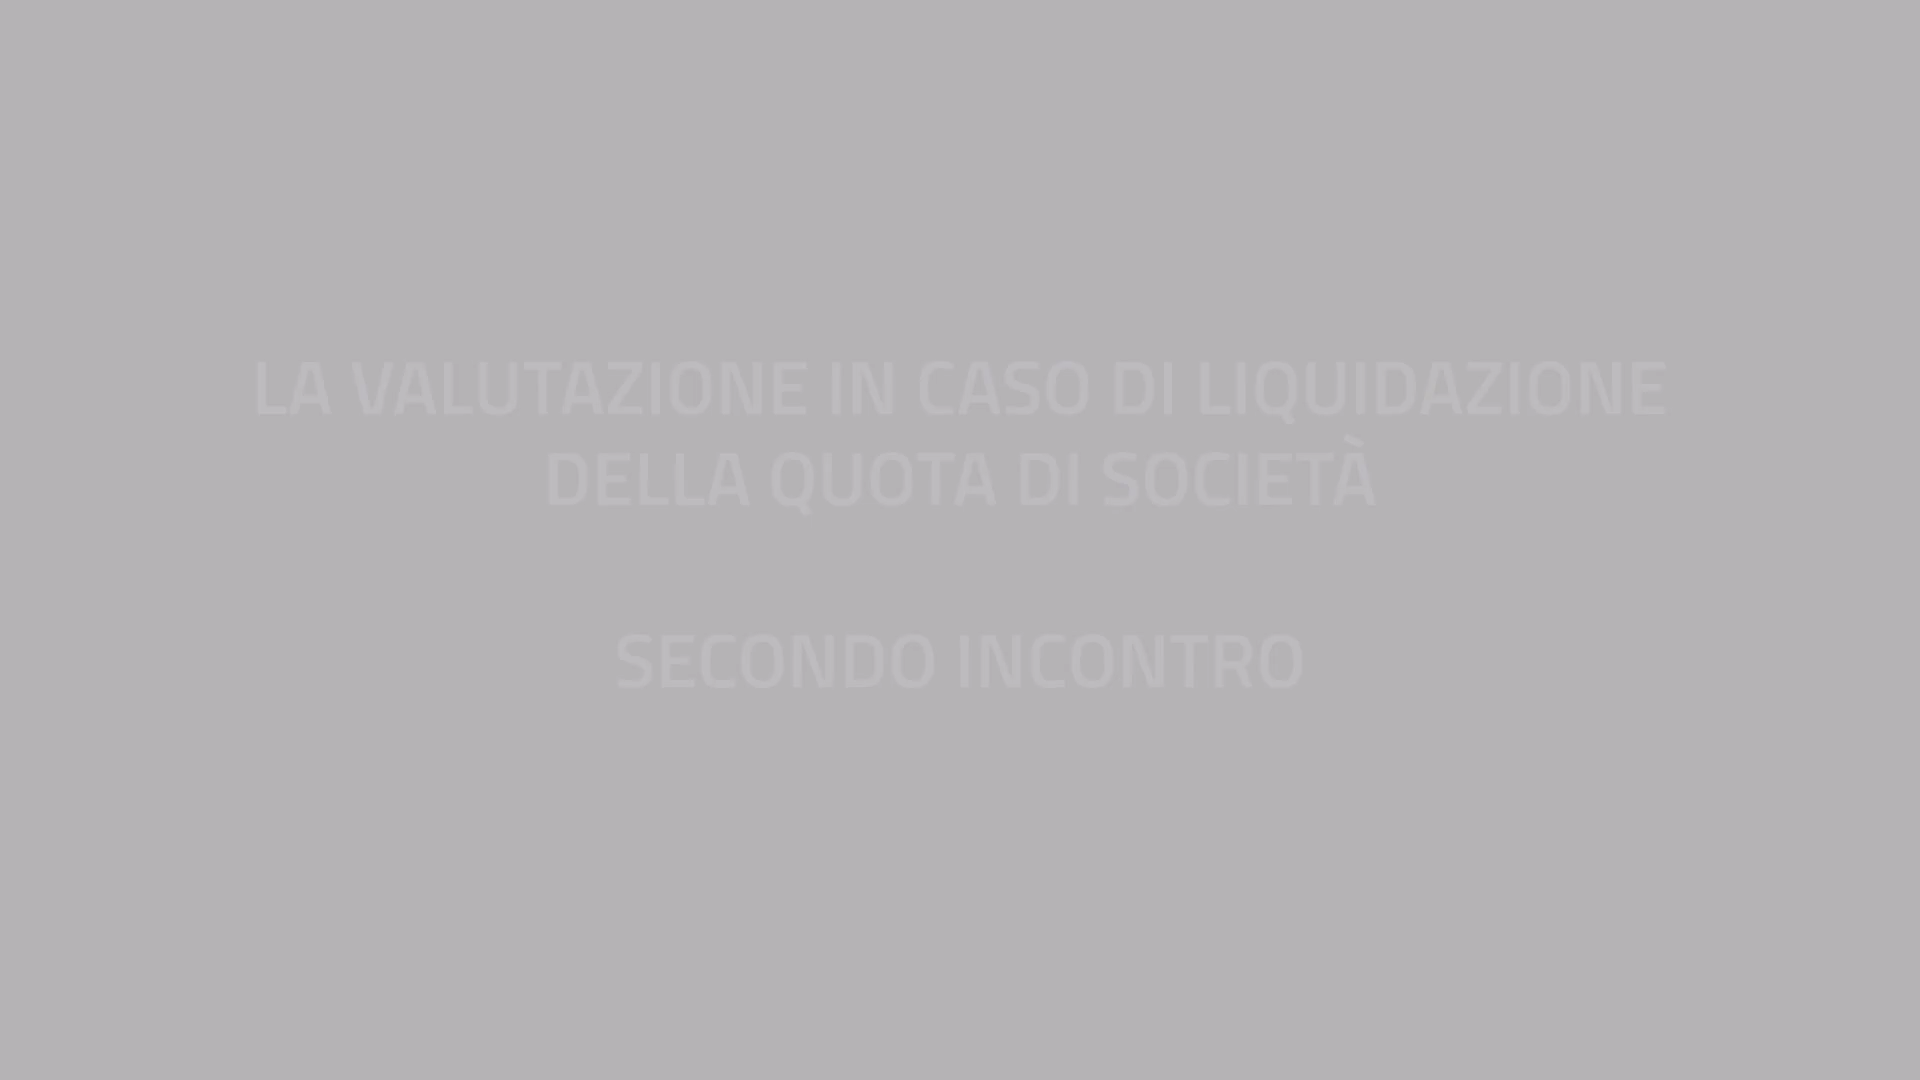 LA VALUTAZIONE IN CASO DI LIQUIDAZIONE
DELLA QUOTA DI SOCIETÀ
SECONDO INCONTRO